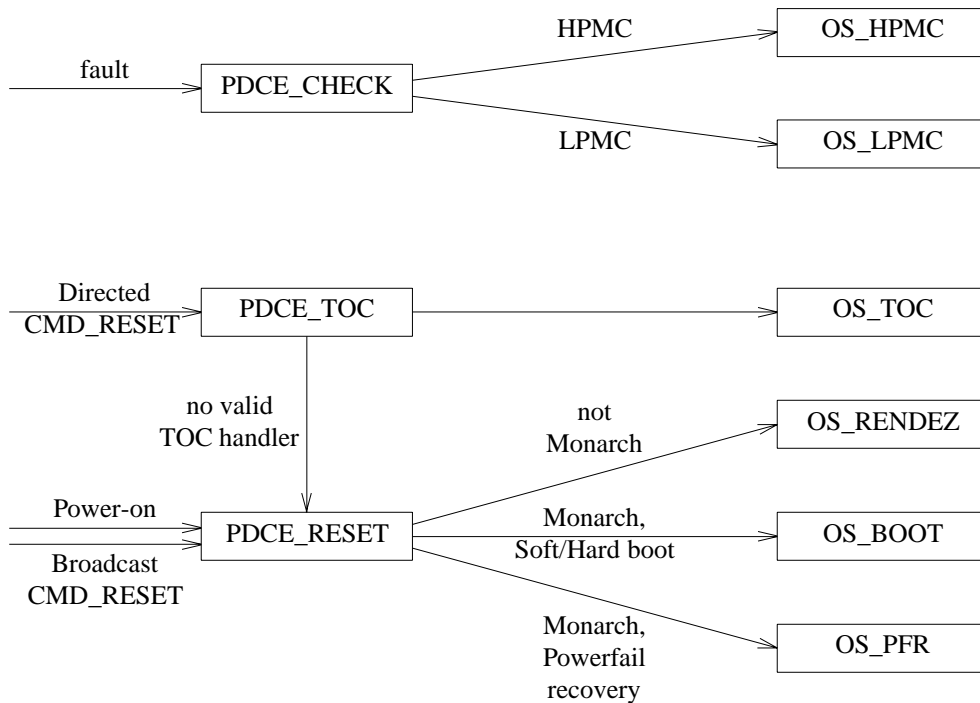 HPMC
OS_HPMC
fault
PDCE_CHECK
LPMC
OS_LPMC
Directed
CMD_RESET
PDCE_TOC
OS_TOC
no valid
TOC handler
not
Monarch
OS_RENDEZ
Power-on
Broadcast
CMD_RESET
PDCE_RESET
Monarch,
Soft/Hard boot
OS_BOOT
Monarch,
Powerfail
recovery
OS_PFR